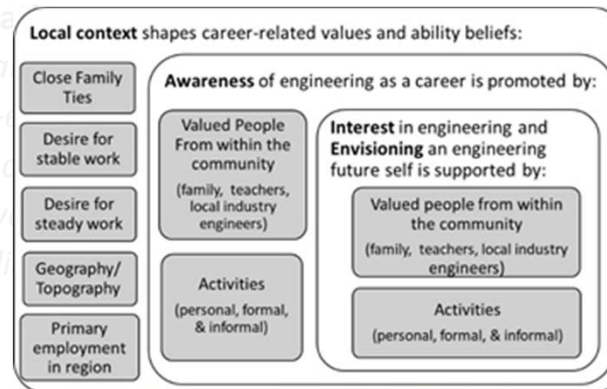 Local context shapes career-related values and ability beliefs:
Close Family
Ties
Desire for
stable work
Desire for
steady work
Geography/
Topography
Primary
employment
in region
Awareness of engineering as a career is promoted by:
Valued People
From within the
community
(family, teachers,
local industry
engineers)
Activities
(personal, formal,
& informal)
Interest in engineering and
Envisioning an engineering
future self is supported by:
Valued people from within
the community
(family, teachers, local industry
engineers)
Activities
(personal, formal, & informal)